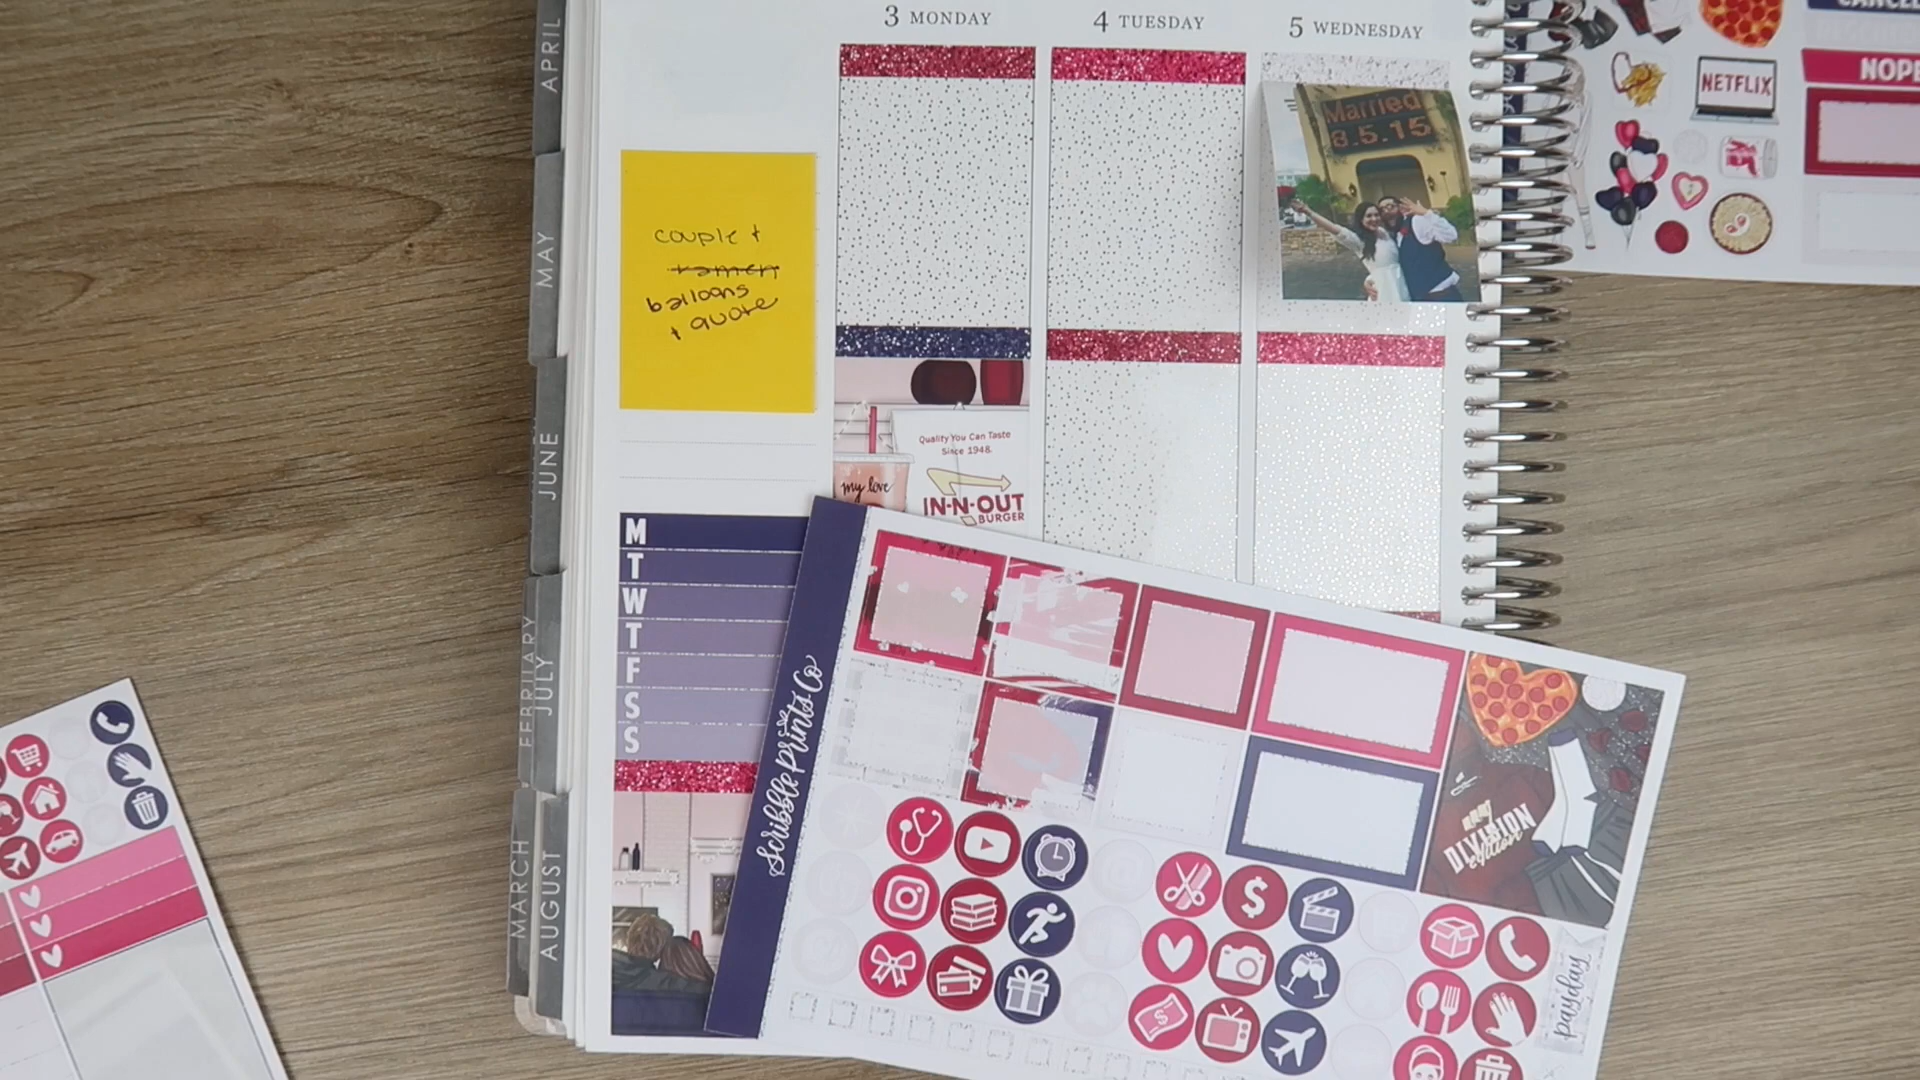 3 MONDAY
4 TUESDAY
5 WEDNESDAY
APRIL
MAY
JUNE
FEBRUARY
JULY
MARCH
AUGUST
couple +
ramen
balloons
+ quote
Married
8.5.15
NETFLIX
NOPE
Quality You Can Taste
Since 1948.
my love
IN-N-OUT
BURGER
M
T
W
T
F
S
S
Scribble Prints Co
DIVISION
edition
$
$
payday